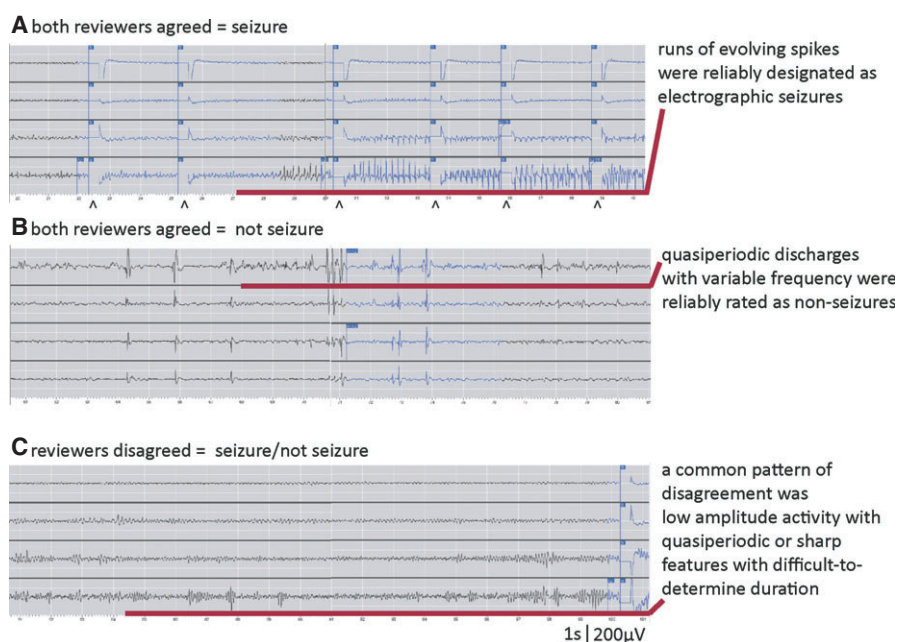 A both reviewers agreed = seizure
runs of evolving spikes
were reliably designated as
electrographic seizures
^ ^ ^ ^ ^ ^
B both reviewers agreed = not seizure
quasiperiodic discharges
with variable frequency were
reliably rated as non-seizures
C reviewers disagreed = seizure/not seizure
a common pattern of
disagreement was
low amplitude activity with
quasiperiodic or sharp
features with difficult-to-
determine duration
1s | 200µV